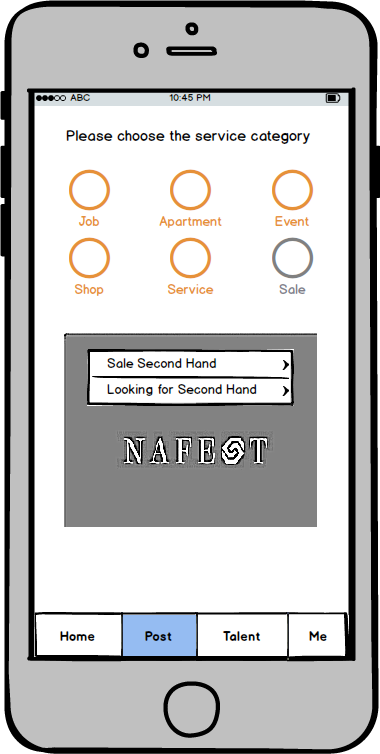 ABC 10:45 PM
Please choose the service category
Job Apartment Event
Shop Service Sale
Sale Second Hand
Looking for Second Hand
NAFE T
Home Post Talent Me